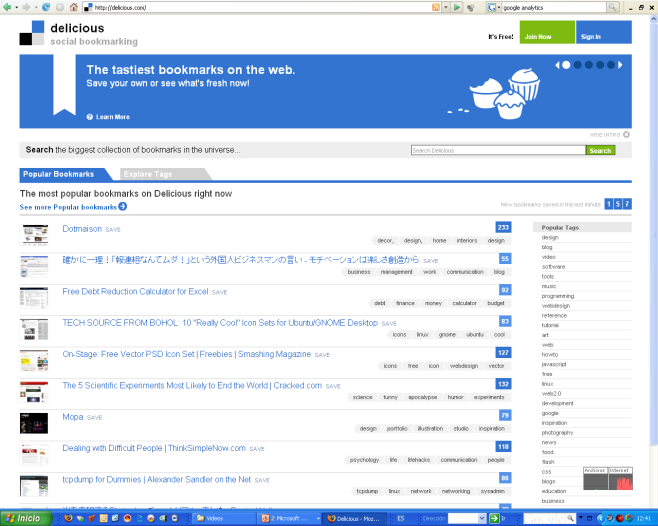 http://delicious.com/
google analytics
delicious
social bookmarking
It's Free!
Join Now
Sign In
The tastiest bookmarks on the web.
Save your own or see what's fresh now!
Learn More
HIDE INTRO
Search the biggest collection of bookmarks in the universe...
Search Delicious
Search
Popular Bookmarks
Explore Tags
The most popular bookmarks on Delicious right now
See more Popular bookmarks
New bookmarks saved in the last minute
1 5 7
Dotmaison SAVE
233
decor, design, home interiors design
確かに一理！「報連相なんてムダ！」という外国人ビジネスマンの言い - モチベーションは楽しさ創造から SAVE
55
business management work communication blog
Free Debt Reduction Calculator for Excel SAVE
92
debt finance money calculator budget
TECH SOURCE FROM BOHOL: 10 "Really Cool" Icon Sets for Ubuntu/GNOME Desktop SAVE
83
icons linux gnome ubuntu cool
On-Stage: Free Vector PSD Icon Set | Freebies | Smashing Magazine SAVE
127
icons free icon webdesign vector
The 5 Scientific Experiments Most Likely to End the World | Cracked.com SAVE
132
science funny apocalypse humor experiments
Mopa SAVE
79
design portfolio illustration studio inspiration
Dealing with Difficult People | ThinkSimpleNow.com SAVE
118
psychology life lifehacks communication people
tcpdump for Dummies | Alexander Sandler on the Net SAVE
86
tcpdump linux network networking sysadmin
Popular Tags
design
blog
video
software
tools
music
programming
webdesign
reference
tutorial
art
web
howto
javascript
free
linux
web2.0
development
google
inspiration
photography
news
food
flash
css
blogs
education
business
Archivos
Internet
Inicio
Videos
2 Microsoft
Delicious - Moz...
ES
Dirección
Ir
12:41